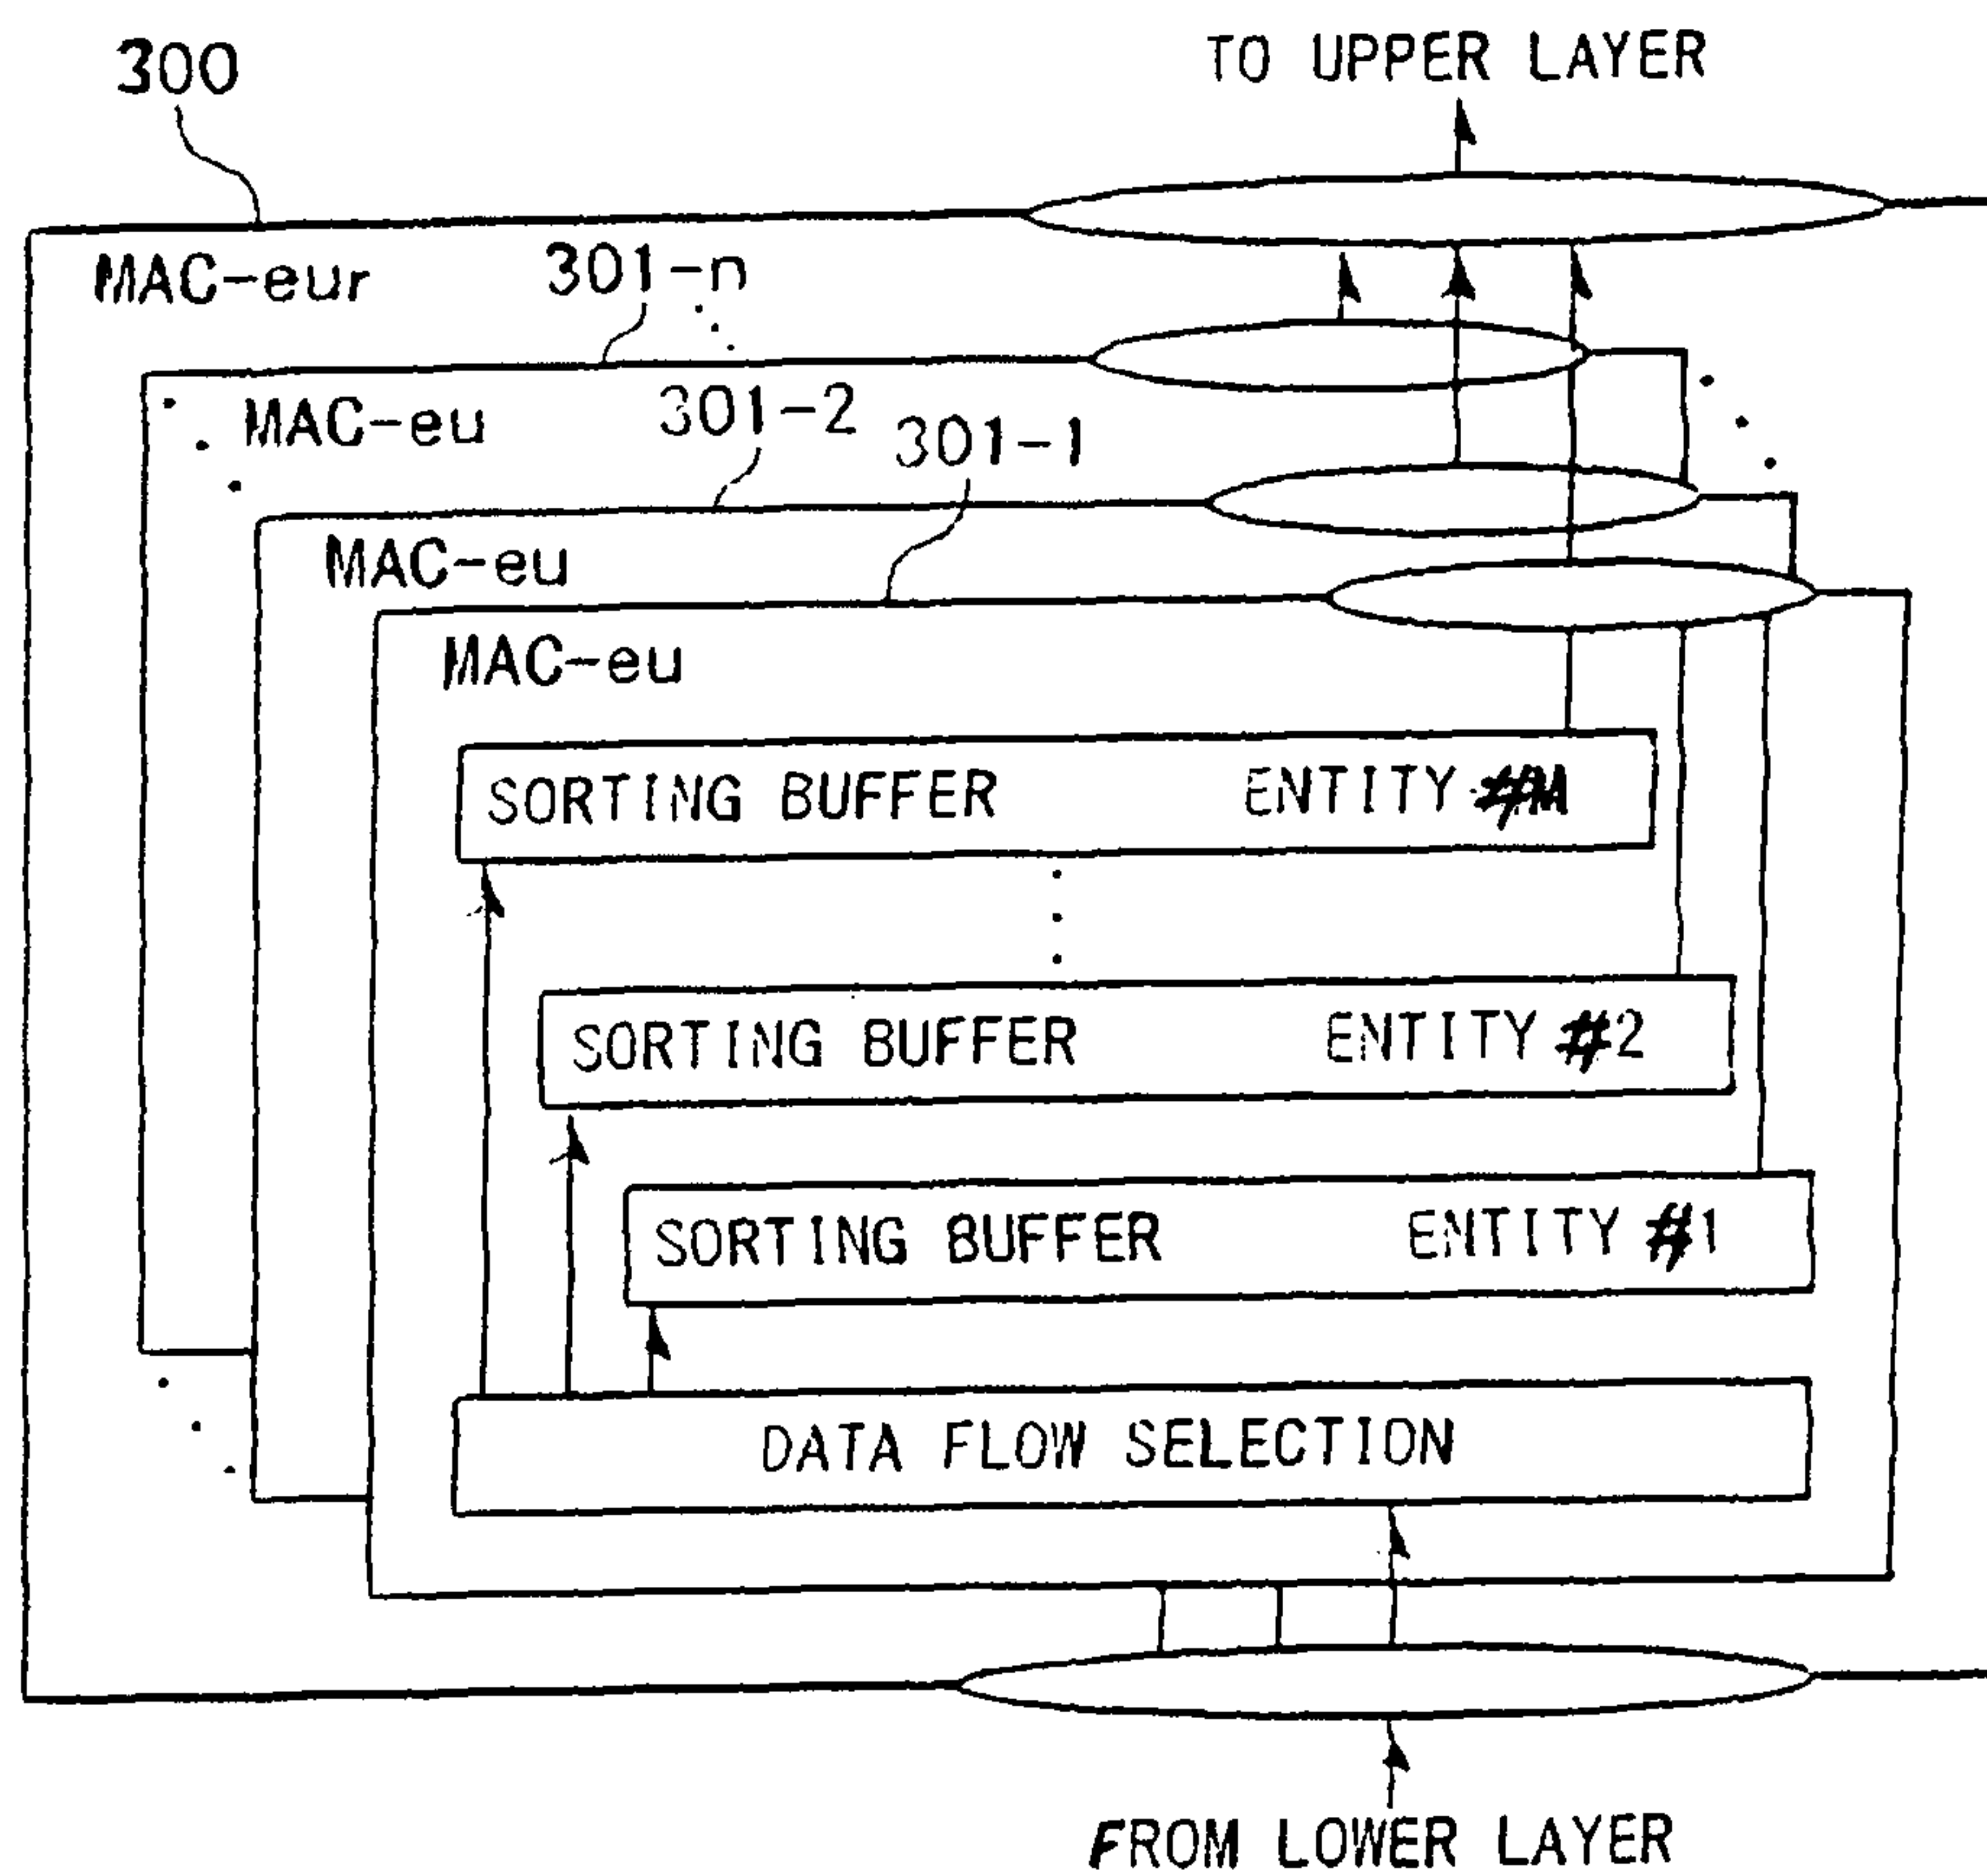 300
TO UPPER LAYER
MAC-eur
301-n
MAC-eu
301-2
301-1
MAC-eu
MAC-eu
SORTING BUFFER ENTITY
SORTING BUFFER ENTITY #2
SORTING BUFFER ENTITY #1
DATA FLOW SELECTION
FROM LOWER LAYER